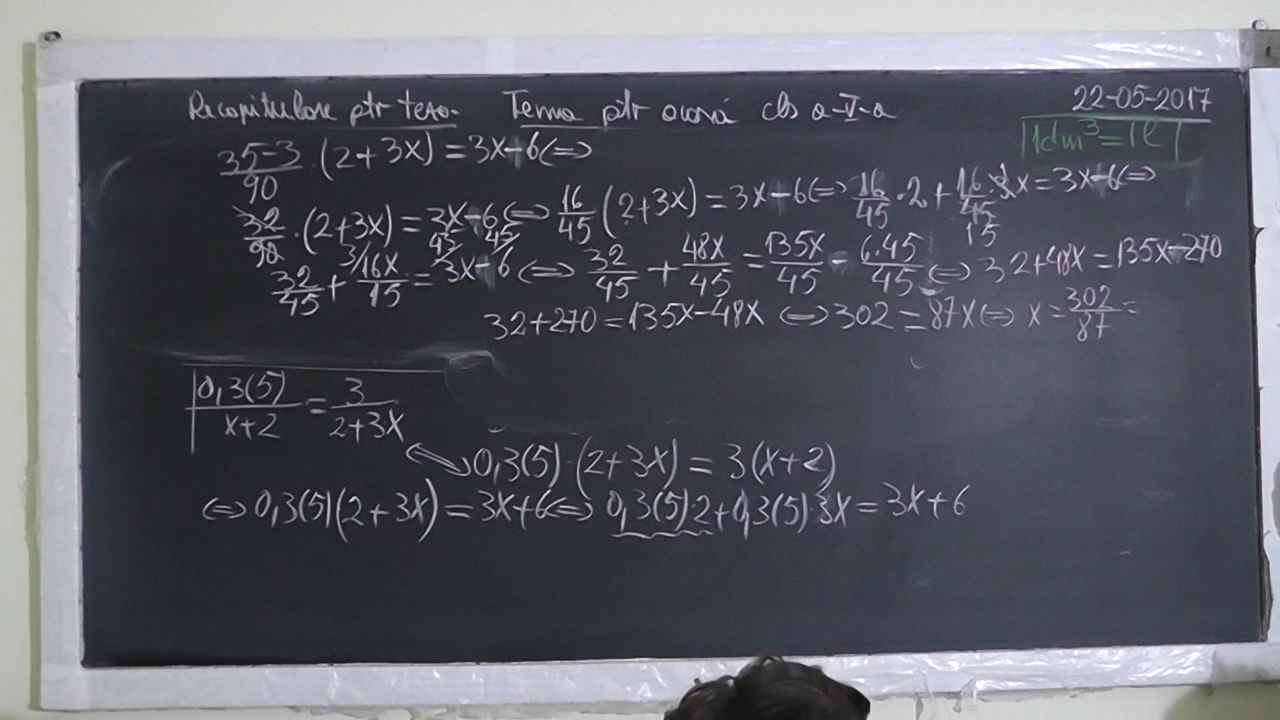 Recapitulare ptr teza. Tema ptr acasă cls a-V-a
22-05-2017
1dm³=1l
35-3/90 ·(2+3x)=3x-6⇔
32/90 ·(2+3x)=3x-6⇔ 16/45 (2+3x)=3x-6⇔ 16/45 ·2+ 16/45 ·3x=3x-6⇔
15
32/45 + 3/ 16x/15 = 45/ 3x- 45/ 6 ⇔ 32/45 + 48x/45 = 135x/45 - 6·45/45 ⇔ 32+48x=135x-270
32+270=135x-48x ⇔302=87x⇔ x= 302/87 =
0,3(5)/x+2 = 3/2+3x
⇔0,3(5)·(2+3x)=3(x+2)
⇔0,3(5)(2+3x)=3x+6⇔ 0,3(5)·2+0,3(5)·3x=3x+6